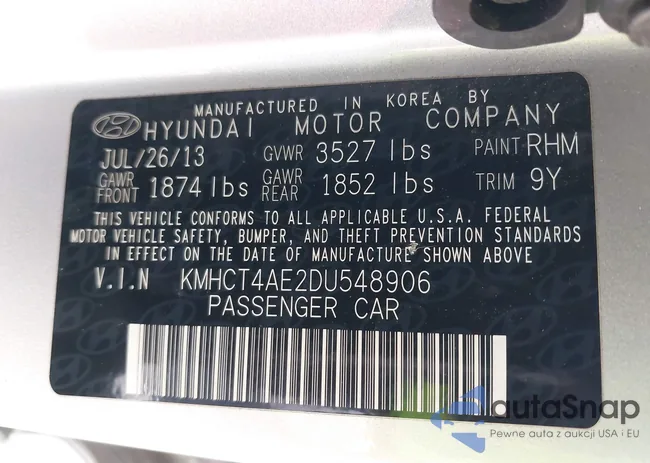 MANUFACTURED IN KOREA BY
HYUNDAI MOTOR COMPANY
JUL/26/13 GVWR 3527 lbs PAINT RHM
GAWR FRONT 1874 lbs GAWR REAR 1852 lbs TRIM 9Y
THIS VEHICLE CONFORMS TO ALL APPLICABLE U.S.A. FEDERAL
MOTOR VEHICLE SAFETY, BUMPER, AND THEFT PREVENTION STANDARDS
IN EFFECT ON THE DATE OF MANUFACTURE SHOWN ABOVE
V.I.N KMHCT4AE2DU548906
PASSENGER CAR
autaSnap
Pewne auta z aukcji USA i EU